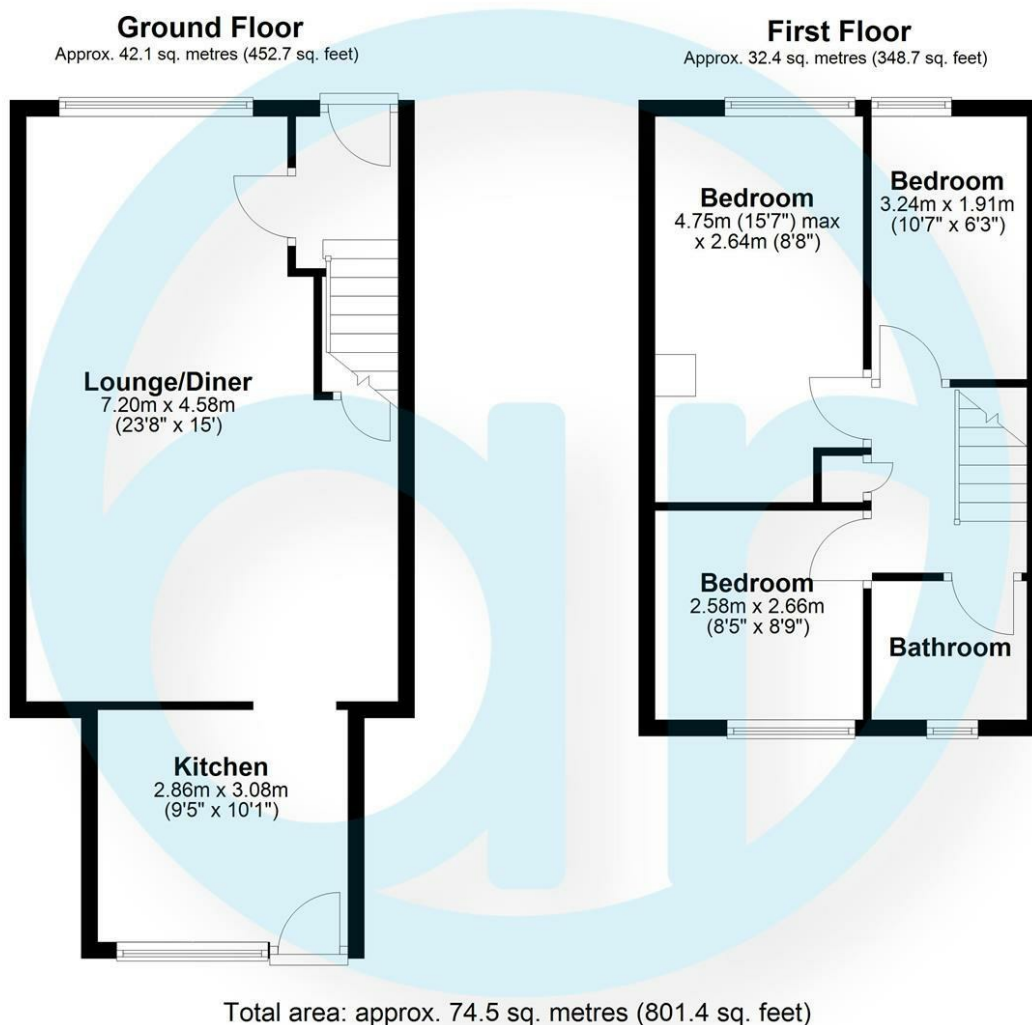 Ground Floor
Approx. 42.1 sq. metres (452.7 sq. feet)
Lounge/Diner
7.20m x 4.58m
(23'8" x 15')
Kitchen
2.86m x 3.08m
(9'5" x 10'1")
First Floor
Approx. 32.4 sq. metres (348.7 sq. feet)
Bedroom
4.75m (15'7") max
x 2.64m (8'8")
Bedroom
3.24m x 1.91m
(10'7" x 6'3")
Bedroom
2.58m x 2.66m
(8'5" x 8'9")
Bathroom
Total area: approx. 74.5 sq. metres (801.4 sq. feet)